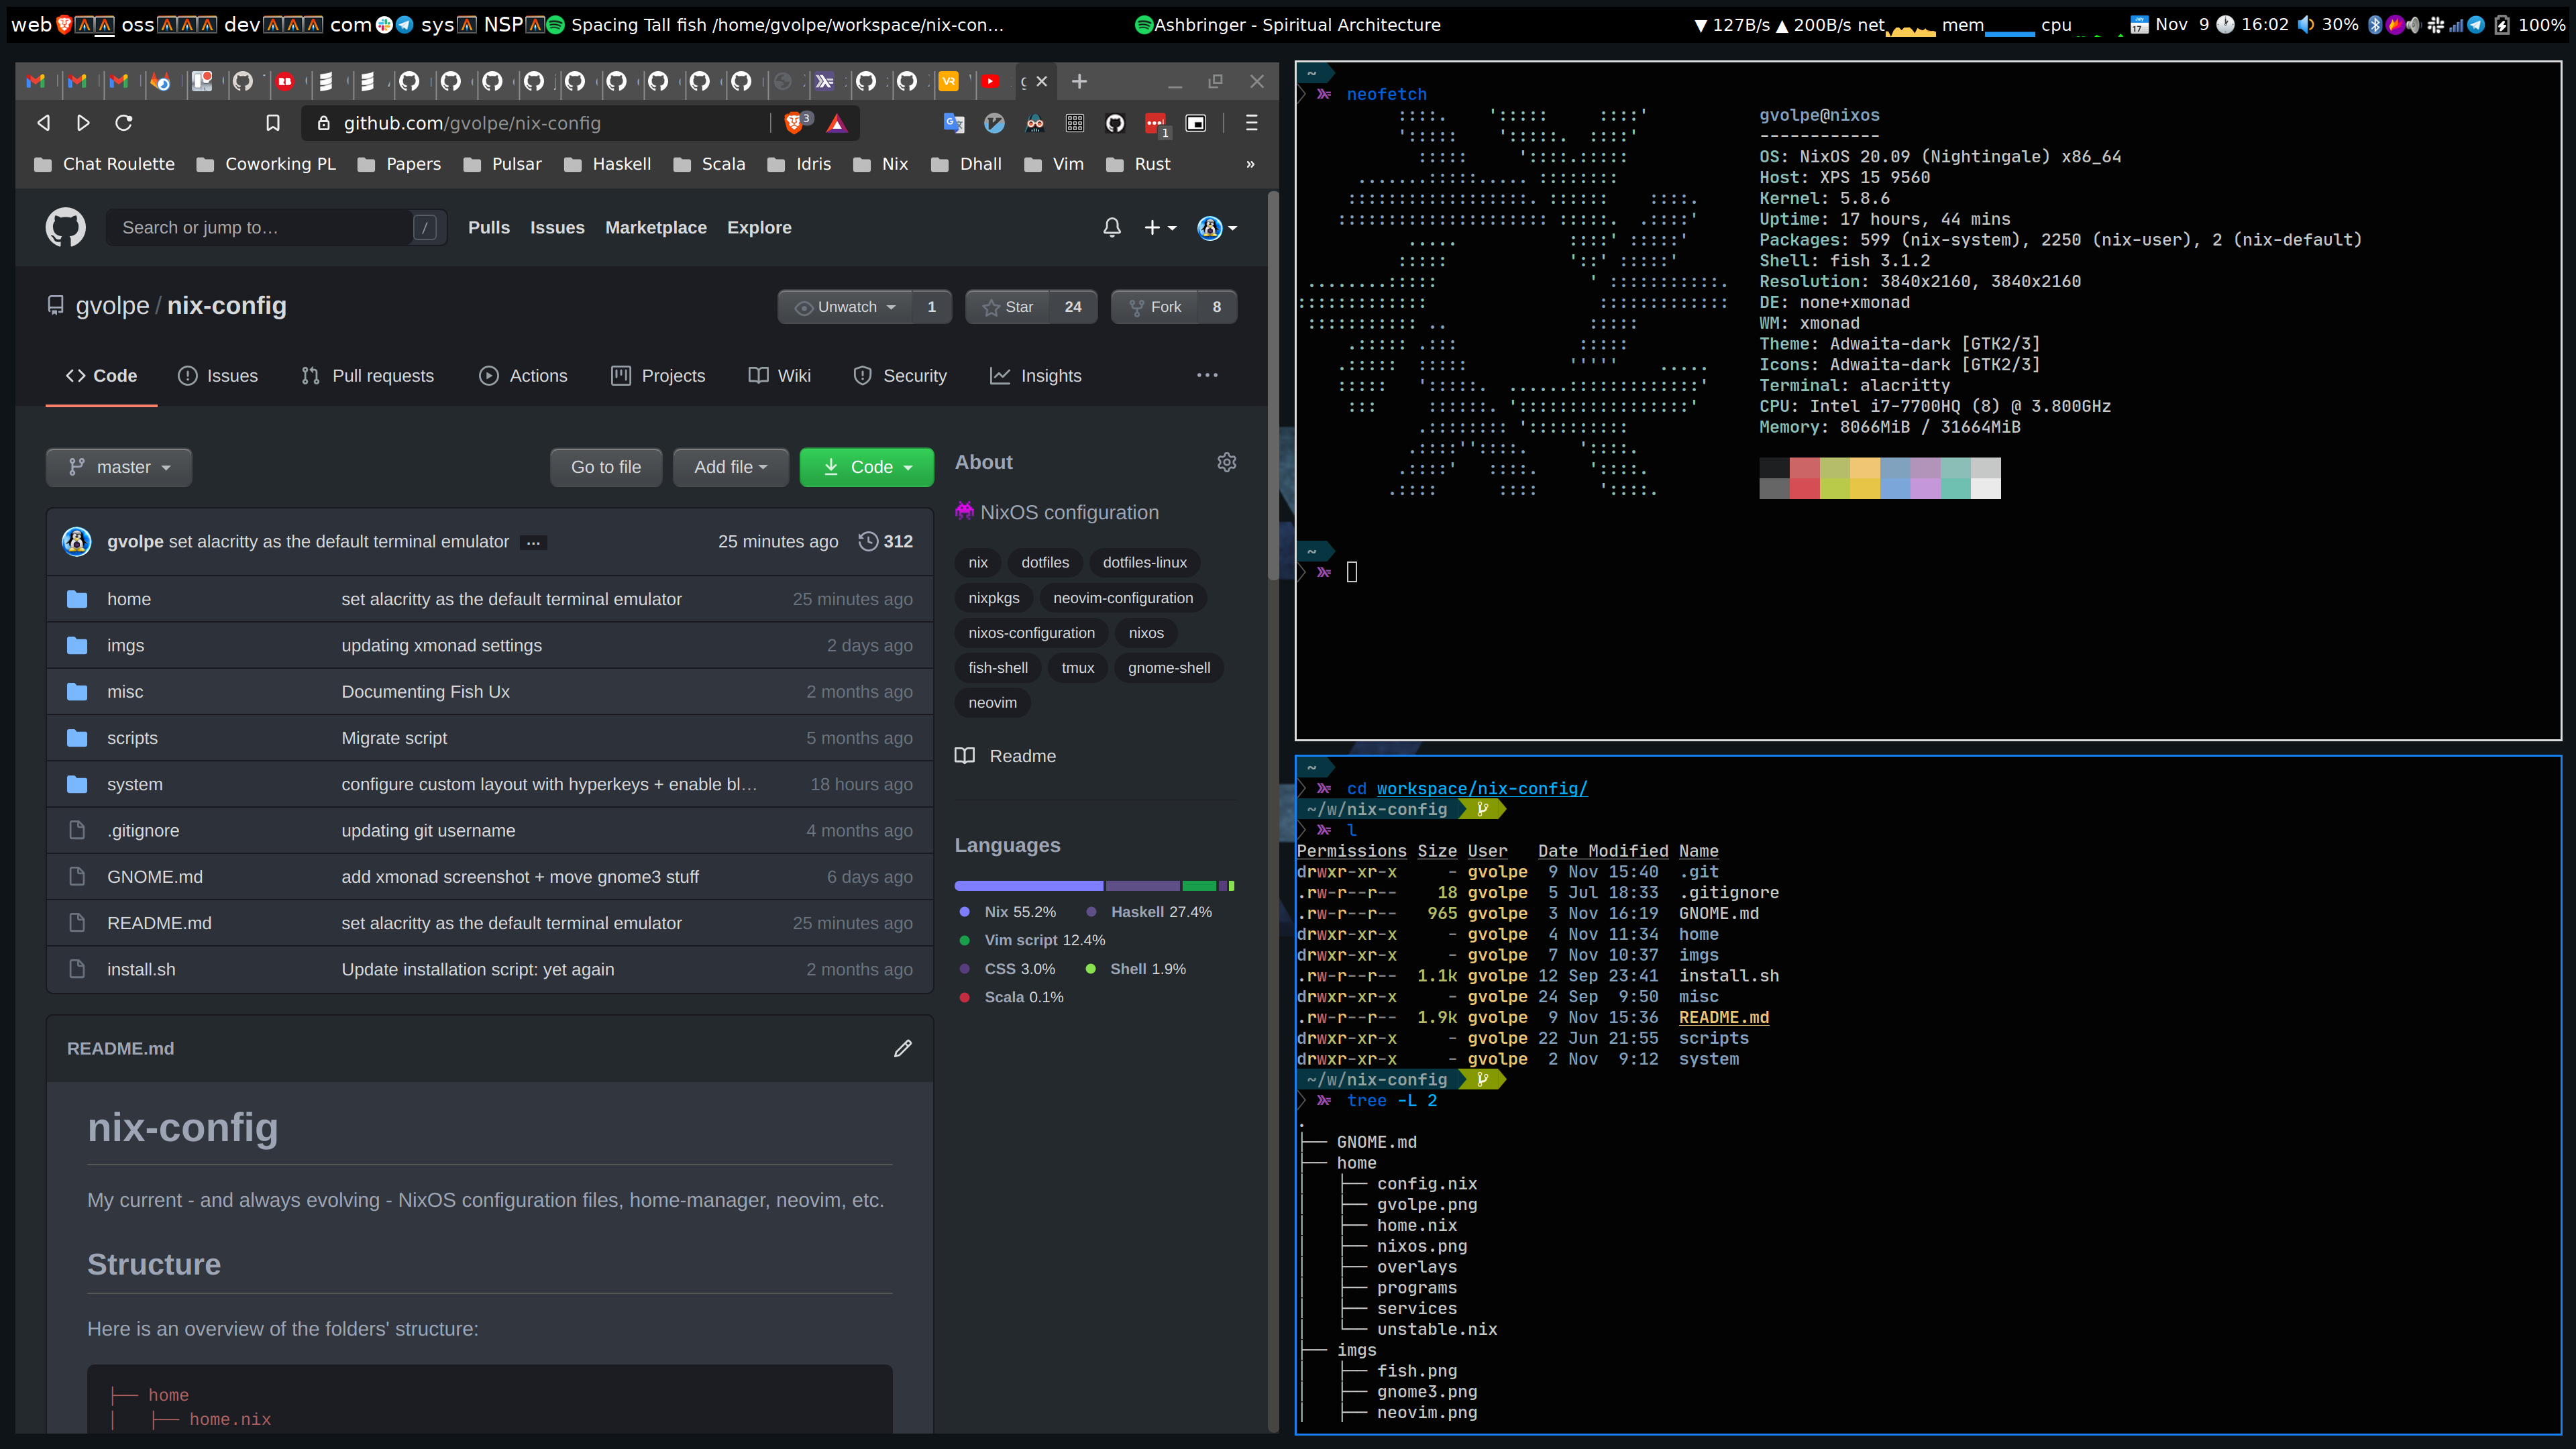 web oss dev com sys NSP Spacing Tall fish /home/gvolpe/workspace/nix-con… Ashbringer - Spiritual Architecture ▼ 127B/s ▲ 200B/s net mem cpu Nov 9 16:02 30% 100%
github.com/gvolpe/nix-config 3 1
Chat Roulette Coworking PL Papers Pulsar Haskell Scala Idris Nix Dhall Vim Rust »
Search or jump to… / Pulls Issues Marketplace Explore
gvolpe / nix-config Unwatch 1 Star 24 Fork 8
Code Issues Pull requests Actions Projects Wiki Security Insights
master Go to file Add file Code
gvolpe set alacritty as the default terminal emulator … 25 minutes ago 312
home set alacritty as the default terminal emulator 25 minutes ago
imgs updating xmonad settings 2 days ago
misc Documenting Fish Ux 2 months ago
scripts Migrate script 5 months ago
system configure custom layout with hyperkeys + enable bl… 18 hours ago
.gitignore updating git username 4 months ago
GNOME.md add xmonad screenshot + move gnome3 stuff 6 days ago
README.md set alacritty as the default terminal emulator 25 minutes ago
install.sh Update installation script: yet again 2 months ago
About
NixOS configuration
nix dotfiles dotfiles-linux
nixpkgs neovim-configuration
nixos-configuration nixos
fish-shell tmux gnome-shell
neovim
Readme
Languages
Nix 55.2% Haskell 27.4%
Vim script 12.4%
CSS 3.0% Shell 1.9%
Scala 0.1%
README.md
nix-config
My current - and always evolving - NixOS configuration files, home-manager, neovim, etc.
Structure
Here is an overview of the folders' structure:
├── home
│   ├── home.nix
~
neofetch
gvolpe@nixos
------------
OS: NixOS 20.09 (Nightingale) x86_64
Host: XPS 15 9560
Kernel: 5.8.6
Uptime: 17 hours, 44 mins
Packages: 599 (nix-system), 2250 (nix-user), 2 (nix-default)
Shell: fish 3.1.2
Resolution: 3840x2160, 3840x2160
DE: none+xmonad
WM: xmonad
Theme: Adwaita-dark [GTK2/3]
Icons: Adwaita-dark [GTK2/3]
Terminal: alacritty
CPU: Intel i7-7700HQ (8) @ 3.800GHz
Memory: 8066MiB / 31664MiB
~
~
cd workspace/nix-config/
~/w/nix-config
l
Permissions Size User Date Modified Name
drwxr-xr-x - gvolpe 9 Nov 15:40 .git
.rw-r--r-- 18 gvolpe 5 Jul 18:33 .gitignore
.rw-r--r-- 965 gvolpe 3 Nov 16:19 GNOME.md
drwxr-xr-x - gvolpe 4 Nov 11:34 home
drwxr-xr-x - gvolpe 7 Nov 10:37 imgs
.rw-r--r-- 1.1k gvolpe 12 Sep 23:41 install.sh
drwxr-xr-x - gvolpe 24 Sep 9:50 misc
.rw-r--r-- 1.9k gvolpe 9 Nov 15:36 README.md
drwxr-xr-x - gvolpe 22 Jun 21:55 scripts
drwxr-xr-x - gvolpe 2 Nov 9:12 system
~/w/nix-config
tree -L 2
.
├── GNOME.md
├── home
│   ├── config.nix
│   ├── gvolpe.png
│   ├── home.nix
│   ├── nixos.png
│   ├── overlays
│   ├── programs
│   ├── services
│   └── unstable.nix
├── imgs
│   ├── fish.png
│   ├── gnome3.png
│   ├── neovim.png